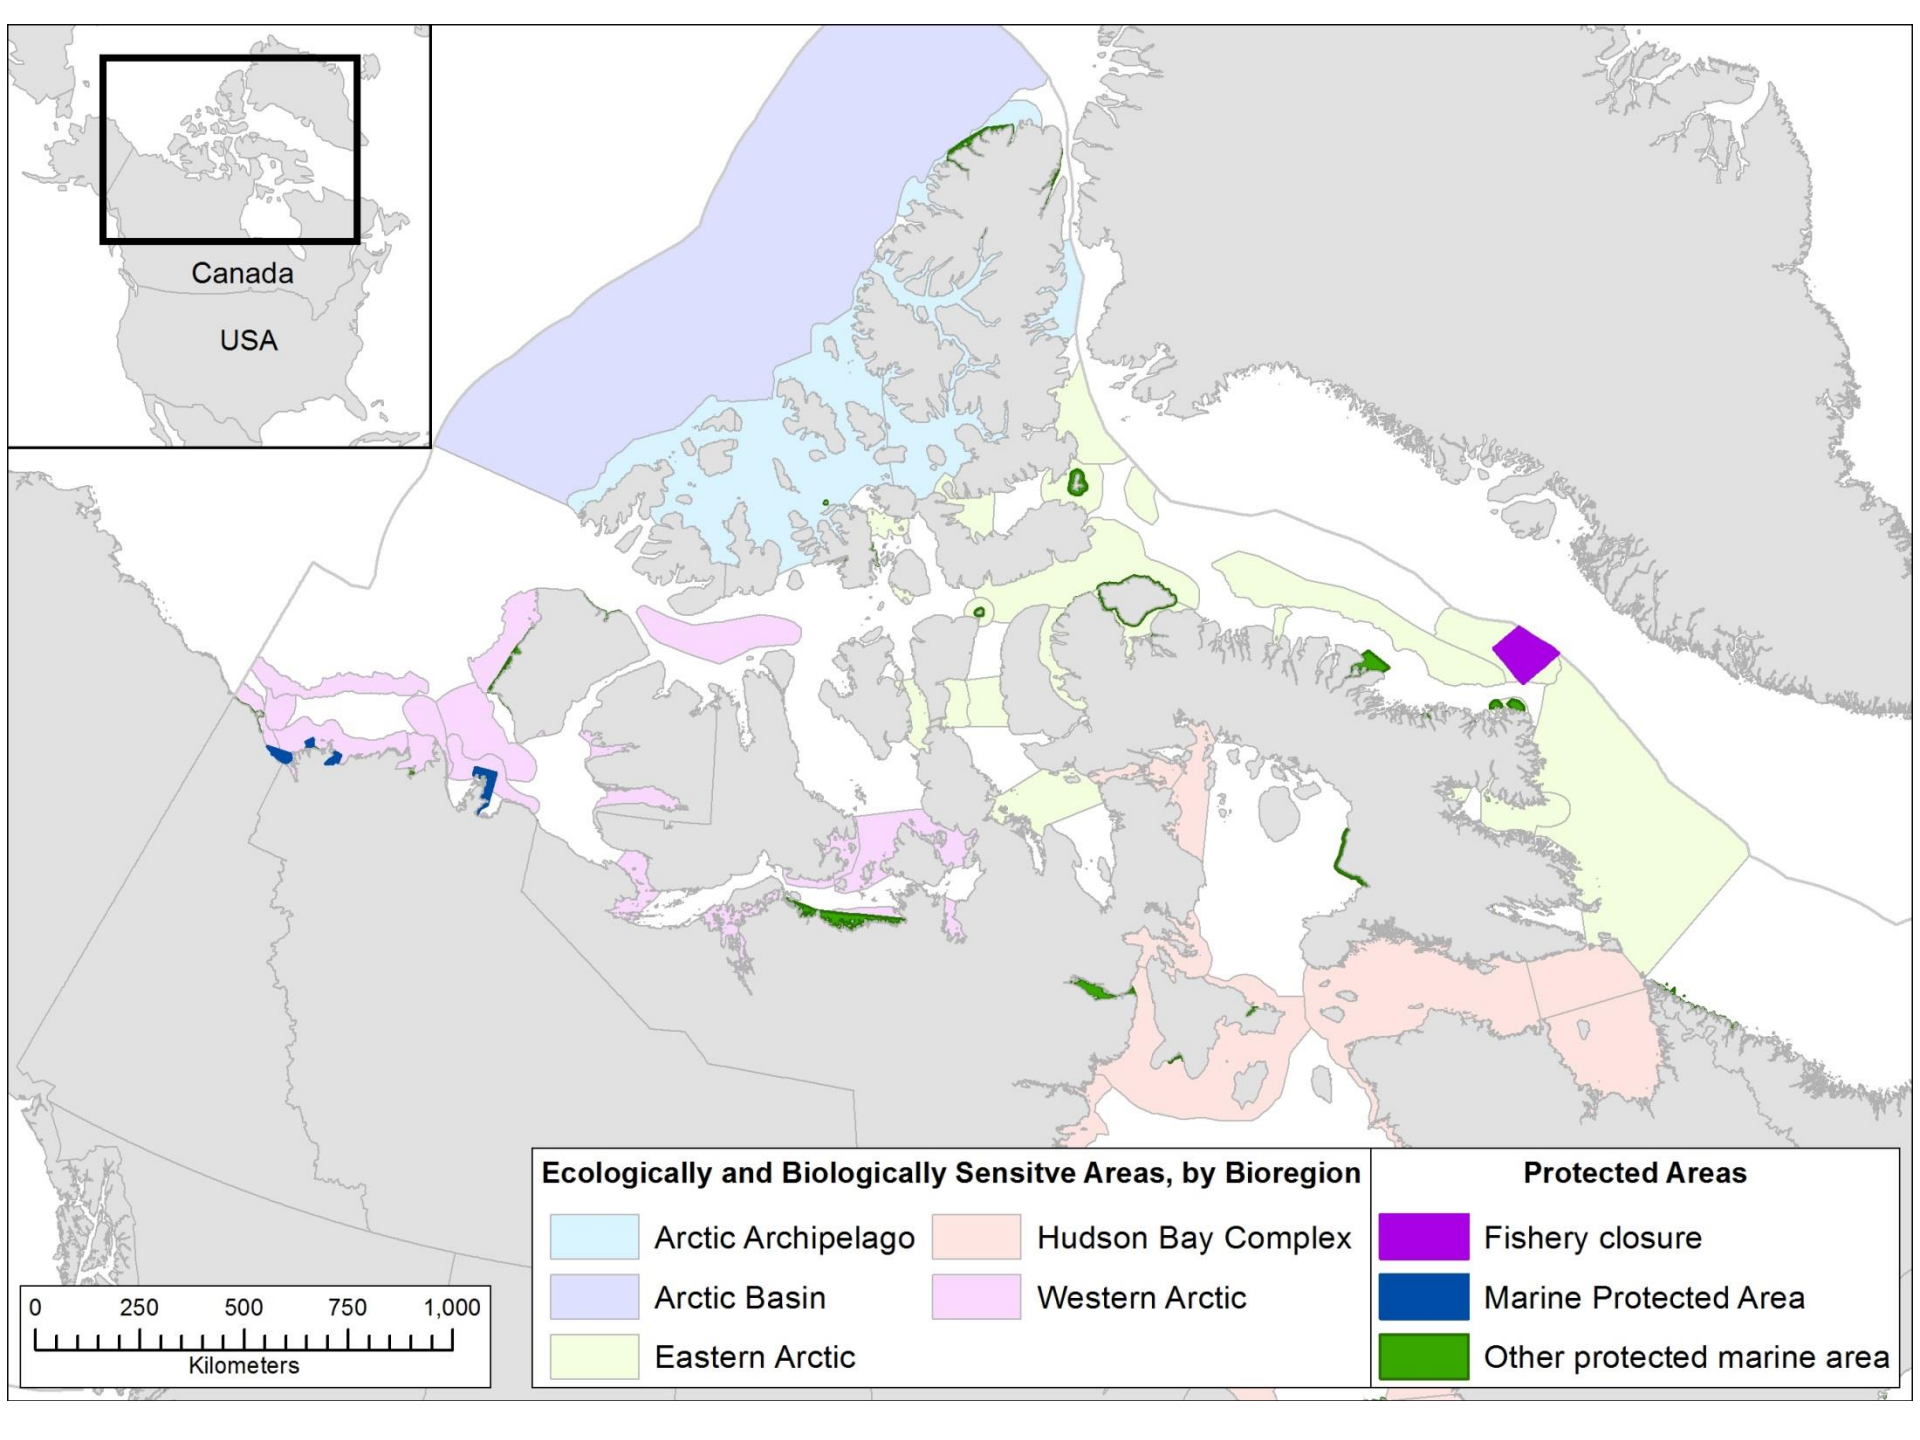 Canada
USA
Ecologically and Biologically Sensitve Areas, by Bioregion
Arctic Archipelago
Hudson Bay Complex
Arctic Basin
Western Arctic
Eastern Arctic
Protected Areas
Fishery closure
Marine Protected Area
Other protected marine area
0 250 500 750 1,000
Kilometers